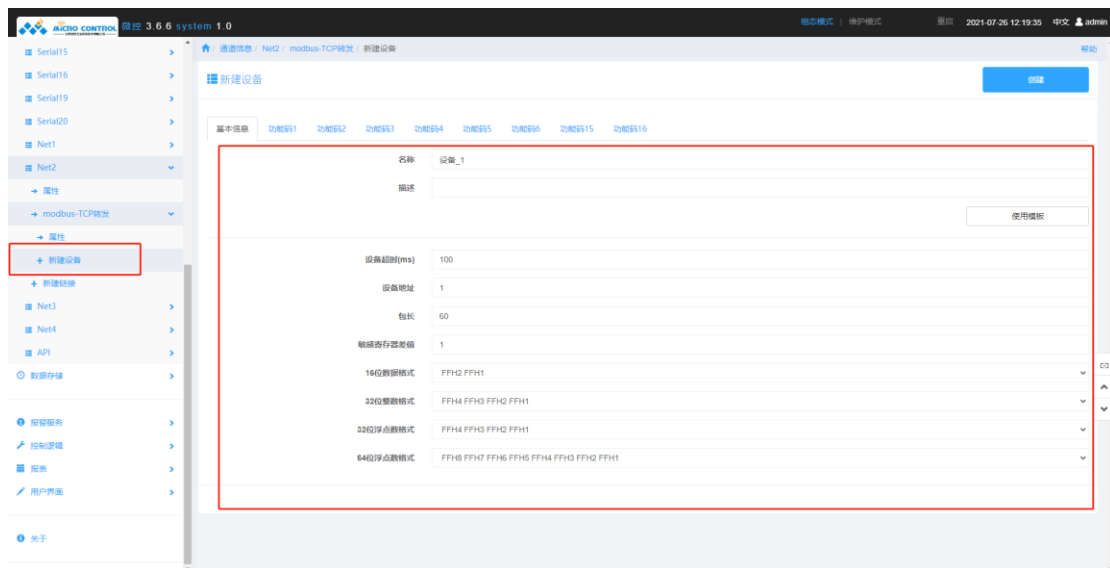 MICRO CONTROL 微控 3.6.6 system 1.0
组态模式 | 维护模式 重启 2021-07-26 12:19:35 中文 admin
Serial15
Serial16
Serial19
Serial20
Net1
Net2
属性
modbus-TCP转发
属性
新建设备
新建链接
Net3
Net4
API
数据存储
报警服务
控制逻辑
报表
用户界面
关于
/ 通道信息 / Net2 / modbus-TCP转发 / 新建设备 帮助
新建设备 创建
基本信息 功能码1 功能码2 功能码3 功能码4 功能码5 功能码6 功能码15 功能码16
名称 设备_1
描述
使用模板
设备超时(ms) 100
设备地址 1
包长 60
敏感寄存器差值 1
16位数据格式 FFH2 FFH1
32位整数格式 FFH4 FFH3 FFH2 FFH1
32位浮点数格式 FFH4 FFH3 FFH2 FFH1
64位浮点数格式 FFH8 FFH7 FFH6 FFH5 FFH4 FFH3 FFH2 FFH1